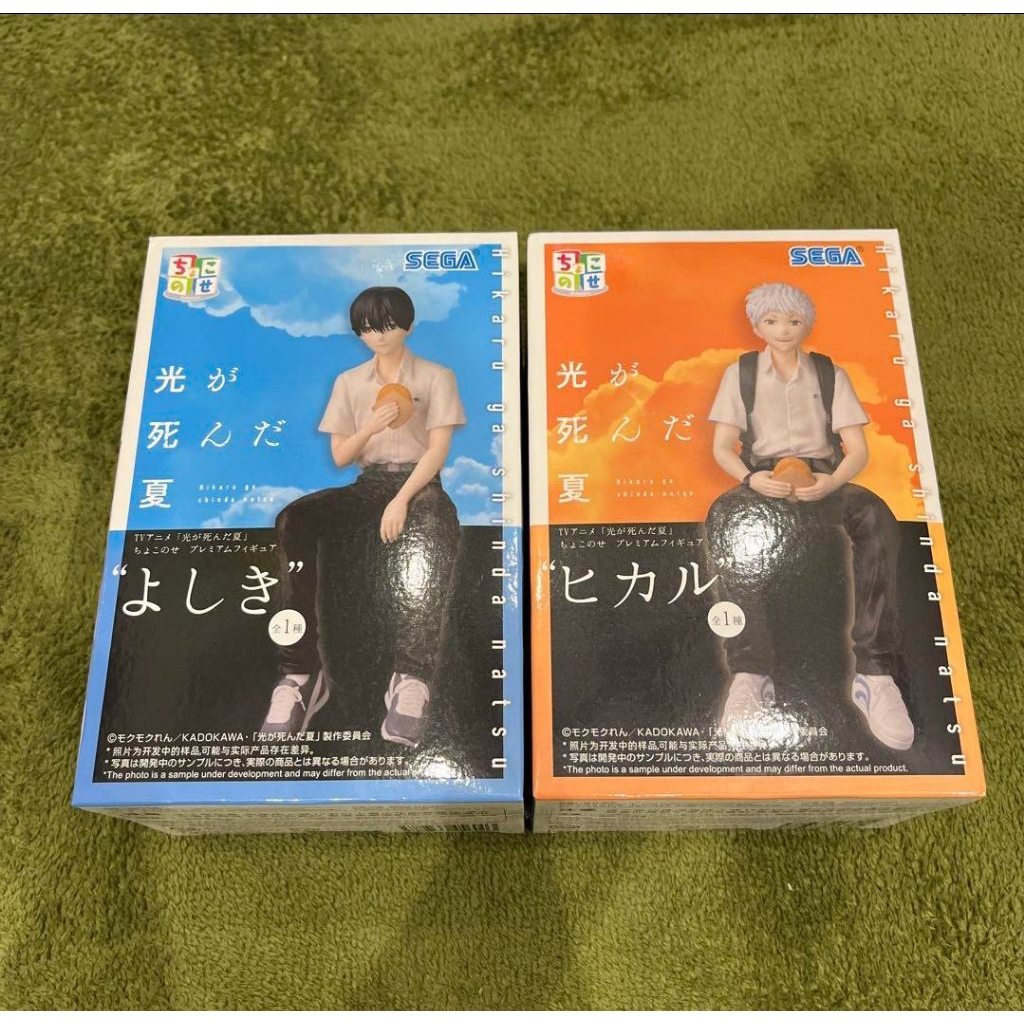 ちょこ
のせ
SEGA
光が
死んだ
夏
Hikaru ga
shinda natsu
TVアニメ「光が死んだ夏」
ちょこのせ プレミアムフィギュア
“よしき”
全1種
©モクモクれん/KADOKAWA・「光が死んだ夏」製作委員会
*照片为开发中的样品,可能与实际产品存在差异。
*写真は開発中のサンプルにつき、実際の商品とは異なる場合があります。
*The photo is a sample under development and may differ from the actual
Hikaru ga shinda natsu
ちょこ
のせ
SEGA
光が
死んだ
夏
Hikaru ga
shinda natsu
TVアニメ「光が死んだ夏」
ちょこのせ プレミアムフィギュア
“ヒカル”
全1種
©モクモクれん/KADOKAWA・「光が死んだ夏」製作委員会
*照片为开发中的样品,可能与实际产品存在差异。
*写真は開発中のサンプルにつき、実際の商品とは異なる場合があります。
*The photo is a sample under development and may differ from the actual product.
Hikaru ga shinda natsu